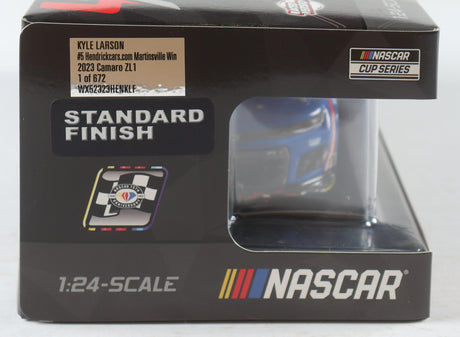 KYLE LARSON
#5 Hendrickcars.com Martinsville Win
2023 Camaro ZL1
1 of 672
WX52323HENKLF
NASCAR
CUP SERIES
STANDARD
FINISH
1:24-SCALE
NASCAR